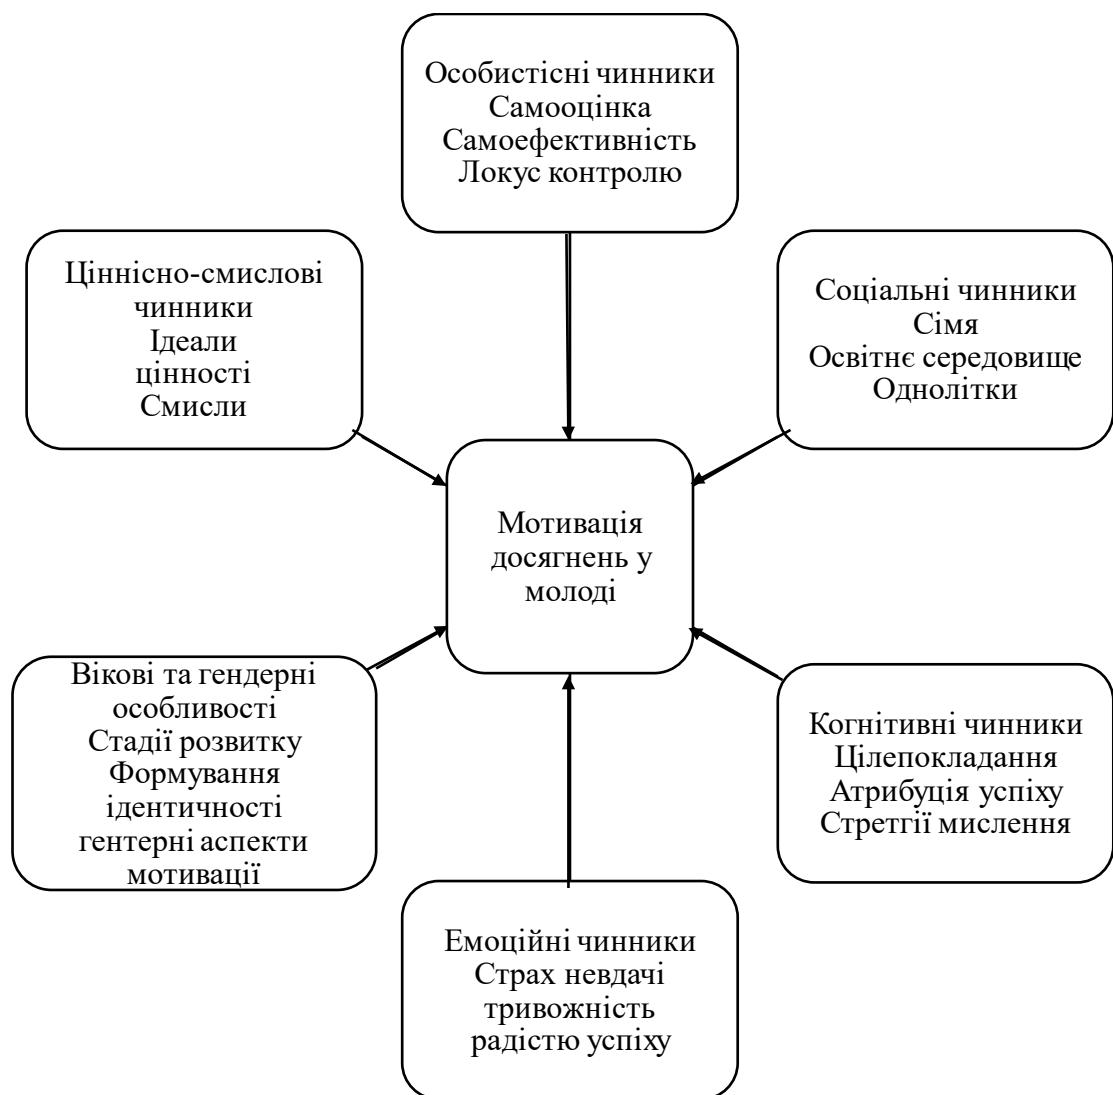 Особистісні чинники
Самооцінка
Самоефективність
Локус контролю
Ціннісно-смислові
чинники
Ідеали
цінності
Смисли
Соціальні чинники
Сімя
Освітнє середовище
Однолітки
Мотивація
досягнень у
молоді
Вікові та гендерні
особливості
Стадії розвитку
Формування
ідентичності
гентерні аспекти
мотивації
Когнітивні чинники
Цілепокладання
Атрибуція успіху
Стретгії мислення
Емоційні чинники
Страх невдачі
тривожність
радістю успіху